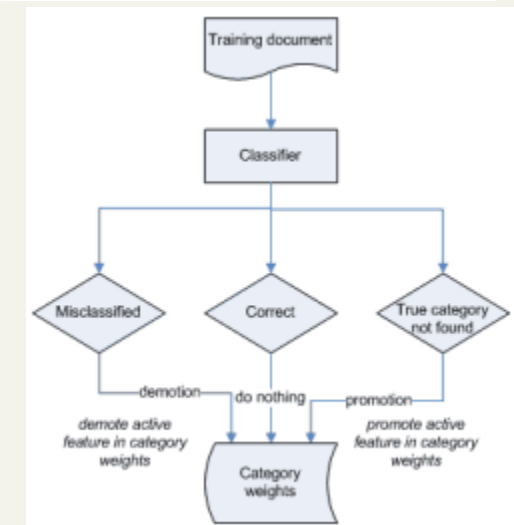 Training document
Classifier
Misclassified
Correct
True category
not found
demotion
do nothing
promotion
demote active
feature in category
weights
promote active
feature in category
weights
Category
weights